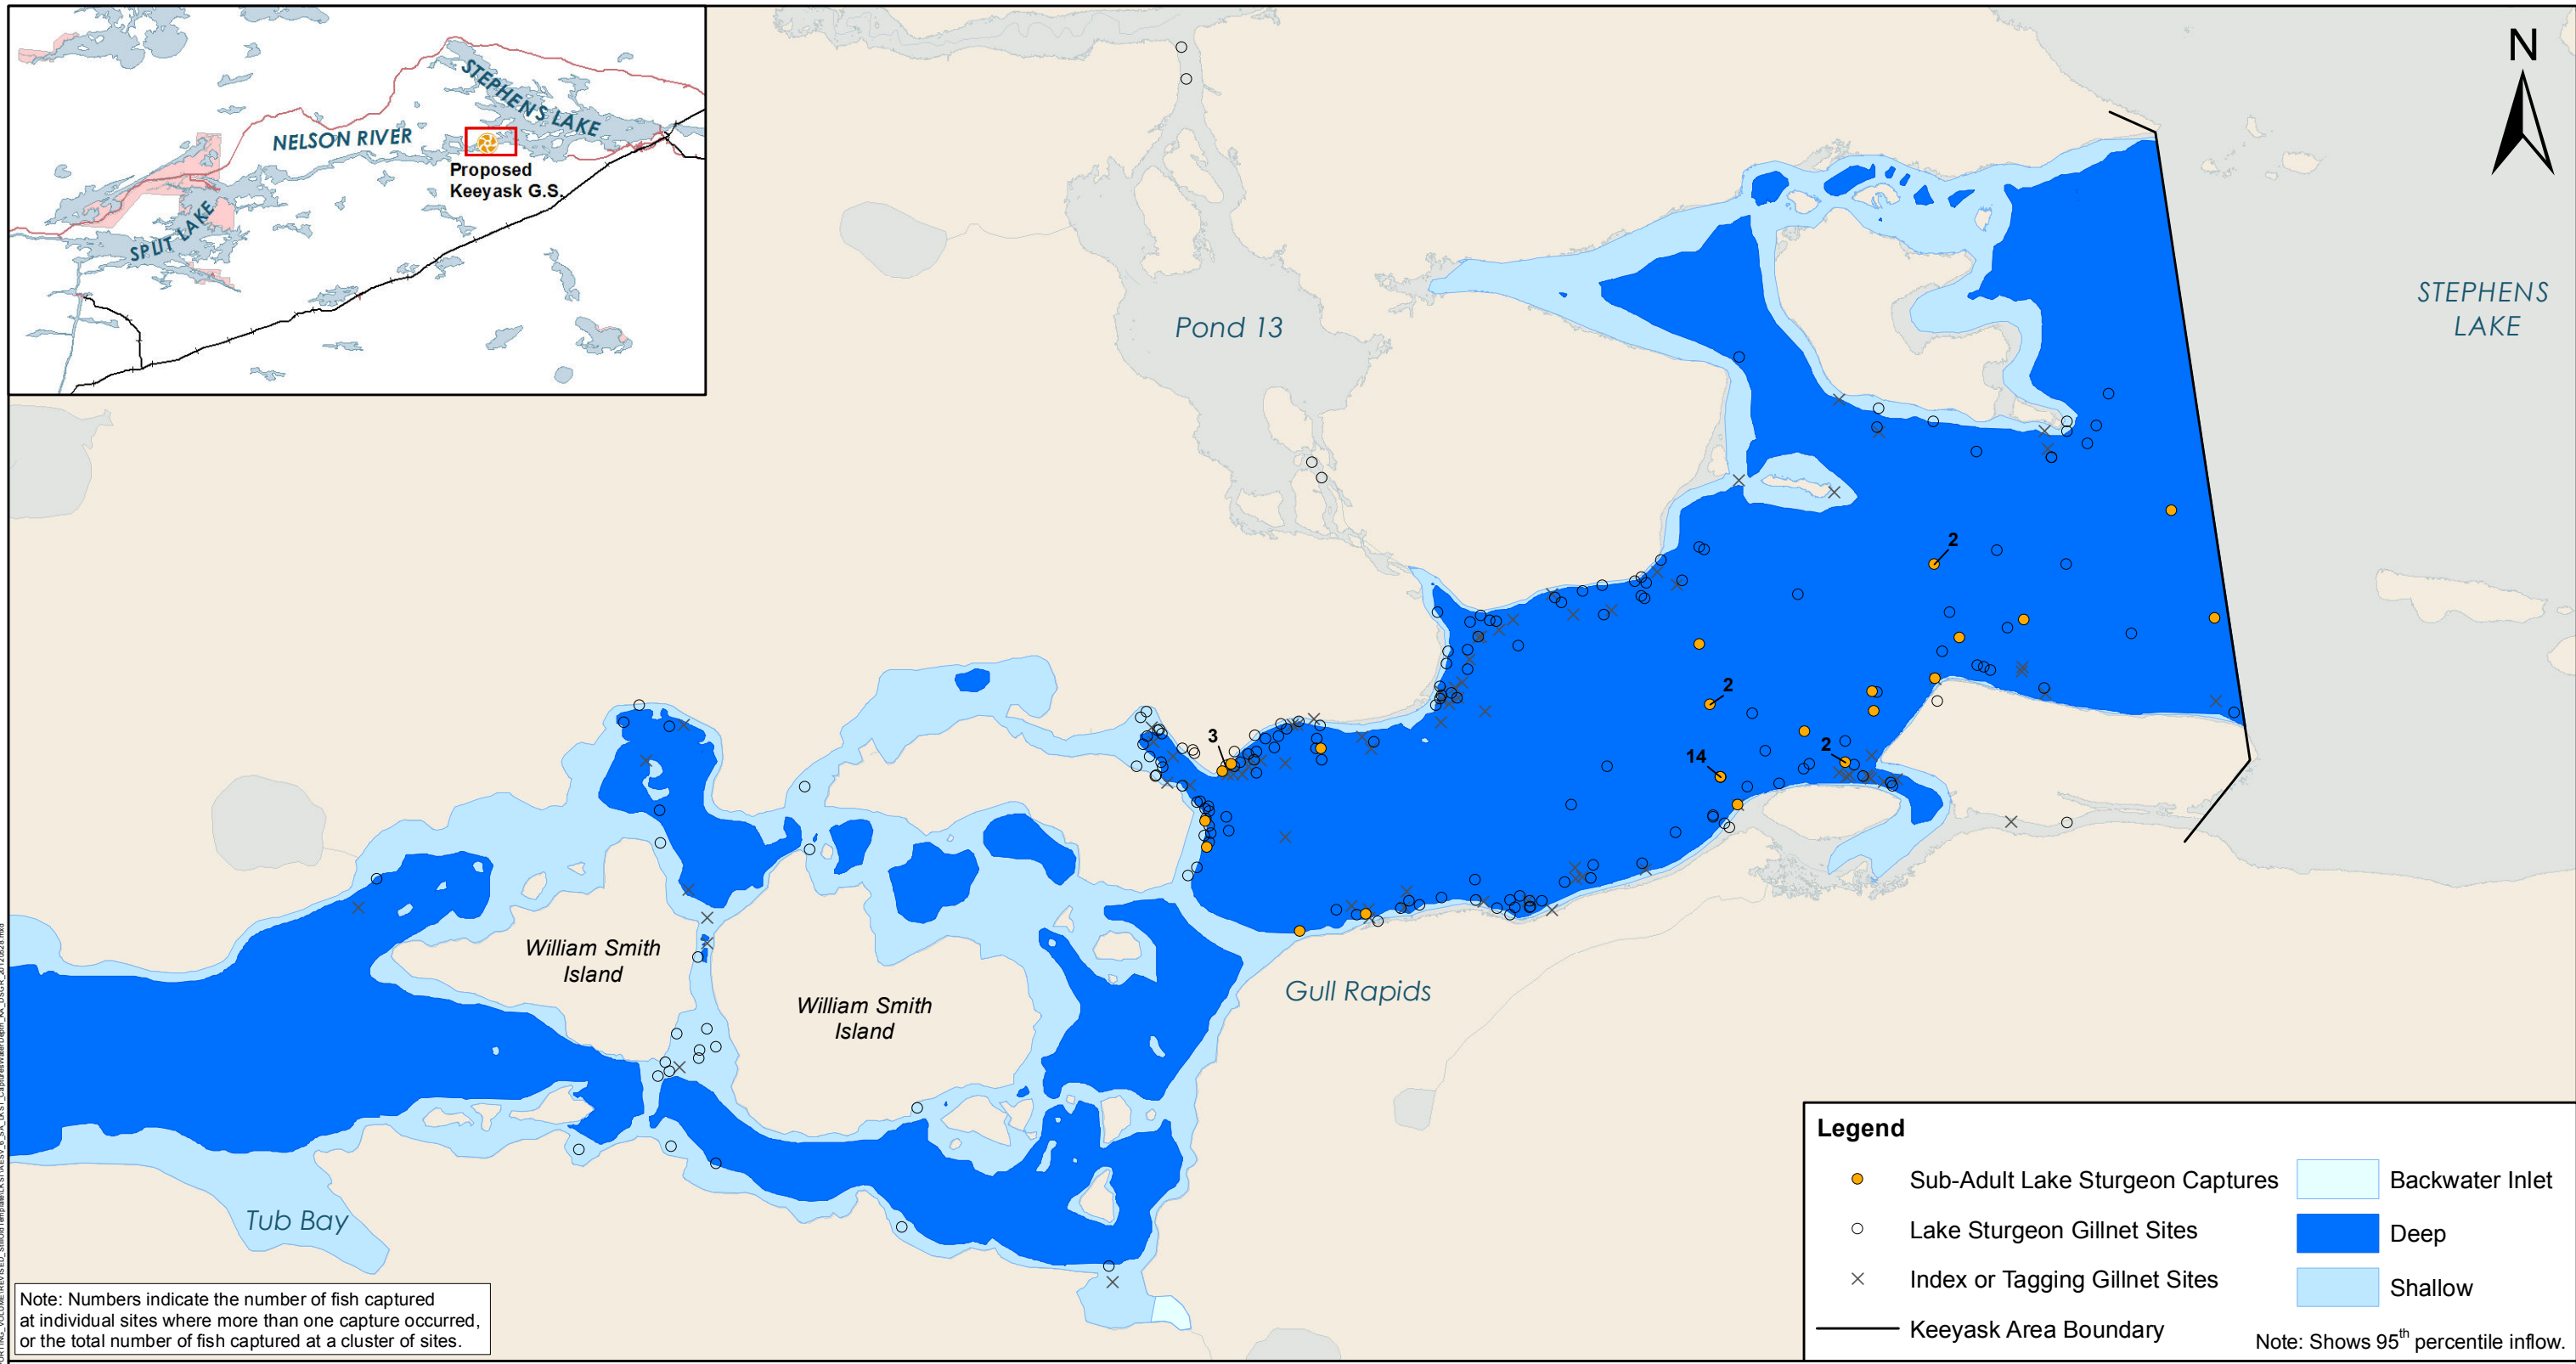 STEPHENS LAKE
NELSON RIVER
Proposed
Keeyask G.S.
SPLIT LAKE
N
Pond 13
STEPHENS
LAKE
2
2
3
2
14
William Smith
Island
William Smith
Island
Gull Rapids
Tub Bay
Note: Numbers indicate the number of fish captured
at individual sites where more than one capture occurred,
or the total number of fish captured at a cluster of sites.
Legend
Sub-Adult Lake Sturgeon Captures
Lake Sturgeon Gillnet Sites
Index or Tagging Gillnet Sites
Keeyask Area Boundary
Backwater Inlet
Deep
Shallow
Note: Shows 95th percentile inflow.